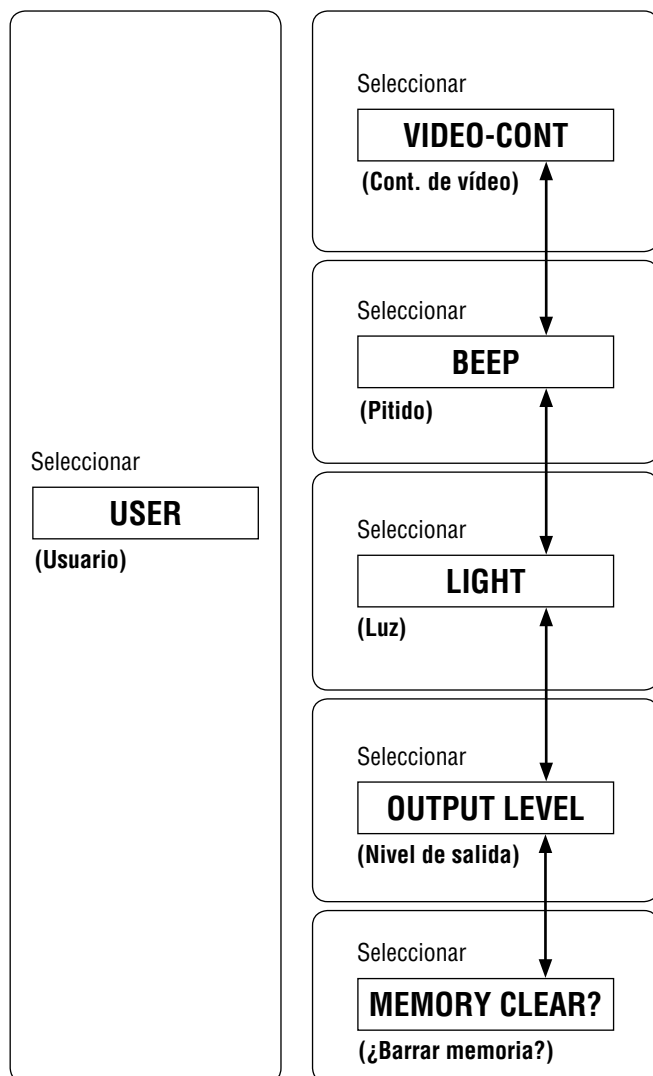 Seleccionar
USER
(Usuario)
Seleccionar
VIDEO-CONT
(Cont. de vídeo)
Seleccionar
BEEP
(Pitido)
Seleccionar
LIGHT
(Luz)
Seleccionar
OUTPUT LEVEL
(Nivel de salida)
Seleccionar
MEMORY CLEAR?
(¿Barrar memoria?)